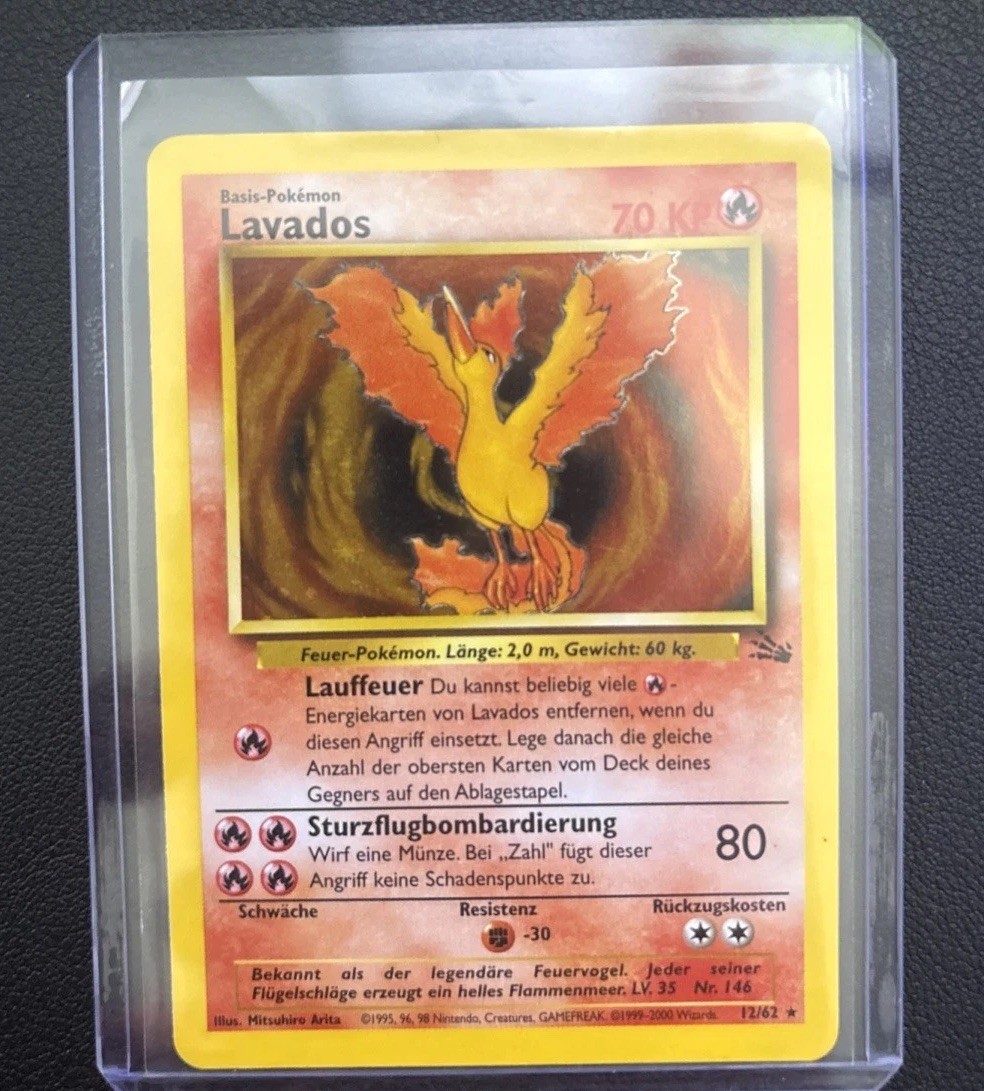 Basis-Pokémon
Lavados
70 KP
Feuer-Pokémon. Länge: 2,0 m, Gewicht: 60 kg.
Lauffeuer Du kannst beliebig viele -
Energiekarten von Lavados entfernen, wenn du
diesen Angriff einsetzt. Lege danach die gleiche
Anzahl der obersten Karten vom Deck deines
Gegners auf den Ablagestapel.
Sturzflugbombardierung
Wirf eine Münze. Bei „Zahl" fügt dieser
Angriff keine Schadenspunkte zu.
80
Schwäche Resistenz Rückzugskosten
-30
Bekannt als der legendäre Feuervogel. Jeder seiner
Flügelschläge erzeugt ein helles Flammenmeer. LV. 35 Nr. 146
Illus. Mitsuhiro Arita ©1995, 96, 98 Nintendo, Creatures, GAMEFREAK. ©1999-2000 Wizards. 12/62 ★